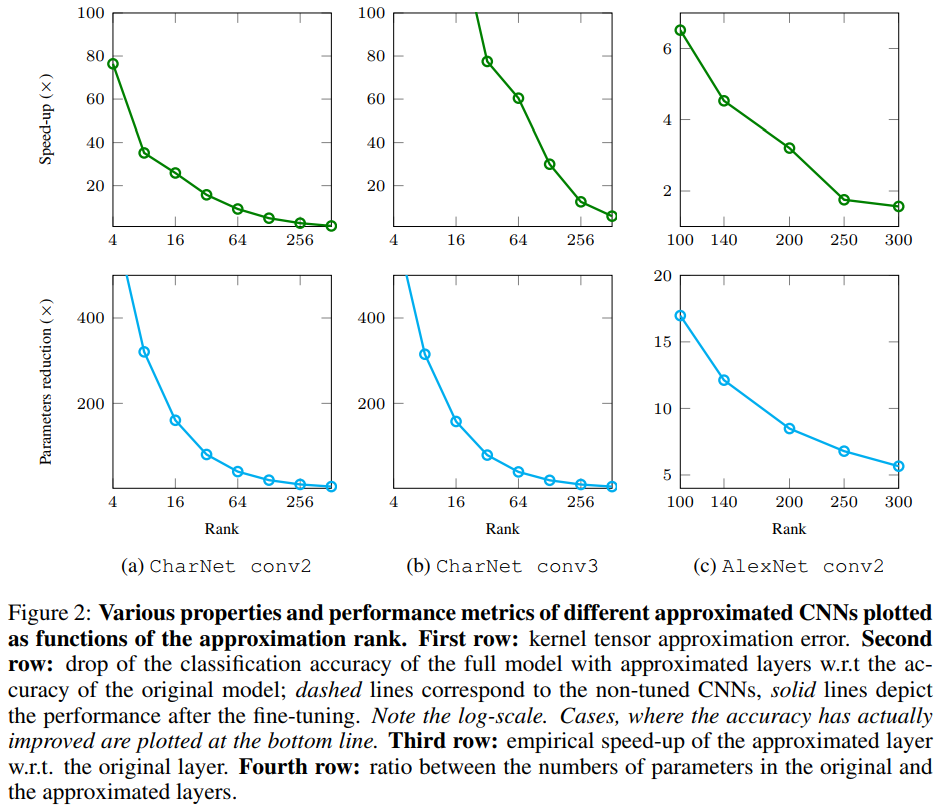 100
80
60
40
20
Speed-up (×)
4 16 64 256
100
80
60
40
20
4 16 64 256
6
4
2
100 140 200 250 300
400
200
Parameters reduction (×)
4 16 64 256
Rank
400
200
4 16 64 256
Rank
20
15
10
5
100 140 200 250 300
Rank
(a) CharNet conv2
(b) CharNet conv3
(c) AlexNet conv2
Figure 2: Various properties and performance metrics of different approximated CNNs plotted
as functions of the approximation rank. First row: kernel tensor approximation error. Second
row: drop of the classification accuracy of the full model with approximated layers w.r.t the ac-
curacy of the original model; dashed lines correspond to the non-tuned CNNs, solid lines depict
the performance after the fine-tuning. Note the log-scale. Cases, where the accuracy has actually
improved are plotted at the bottom line. Third row: empirical speed-up of the approximated layer
w.r.t. the original layer. Fourth row: ratio between the numbers of parameters in the original and
the approximated layers.